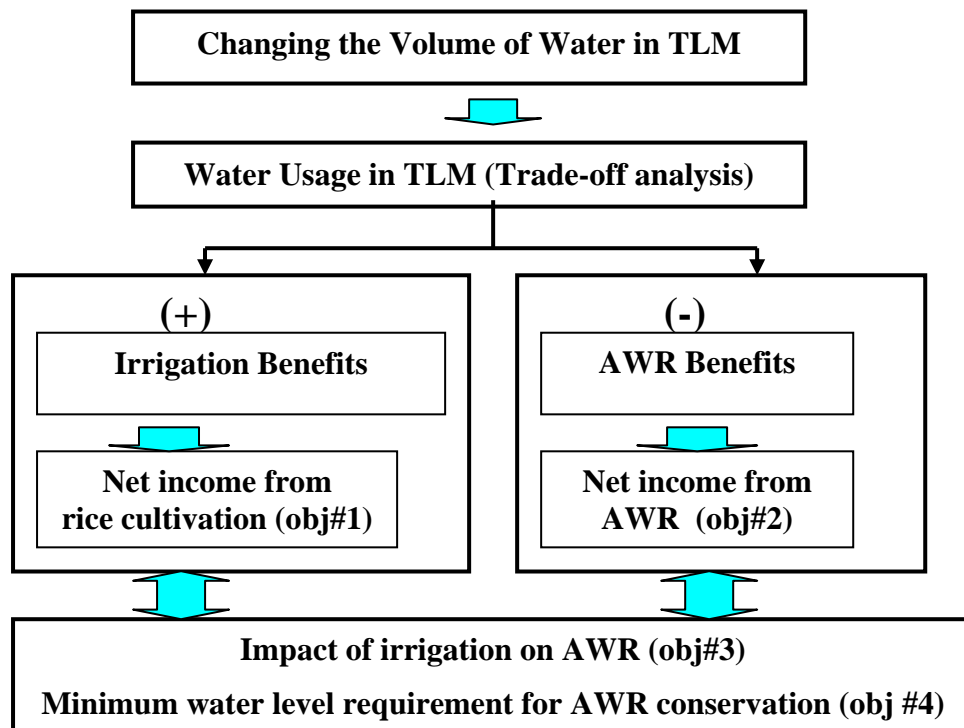 Changing the Volume of Water in TLM
Water Usage in TLM (Trade-off analysis)
(+)
Irrigation Benefits
Net income from
rice cultivation (obj#1)
(-)
AWR Benefits
Net income from
AWR (obj#2)
Impact of irrigation on AWR (obj#3)
Minimum water level requirement for AWR conservation (obj #4)